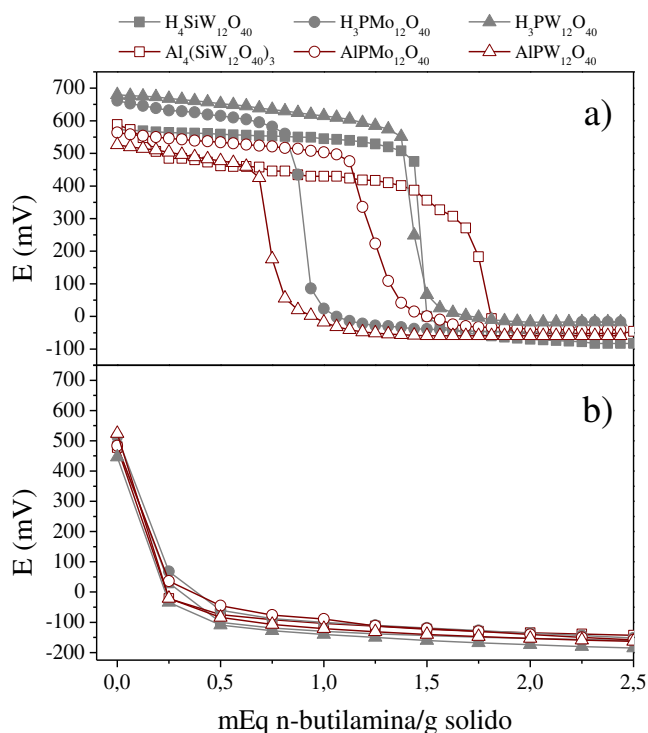 H4SiW12O40 H3PMo12O40 H3PW12O40
Al4(SiW12O40)3 AlPMo12O40 AlPW12O40
a)
700
600
500
400
300
200
100
0
-100
E (mV)
b)
700
600
500
400
300
200
100
0
-100
-200
E (mV)
0,0 0,5 1,0 1,5 2,0 2,5
mEq n-butilamina/g solido